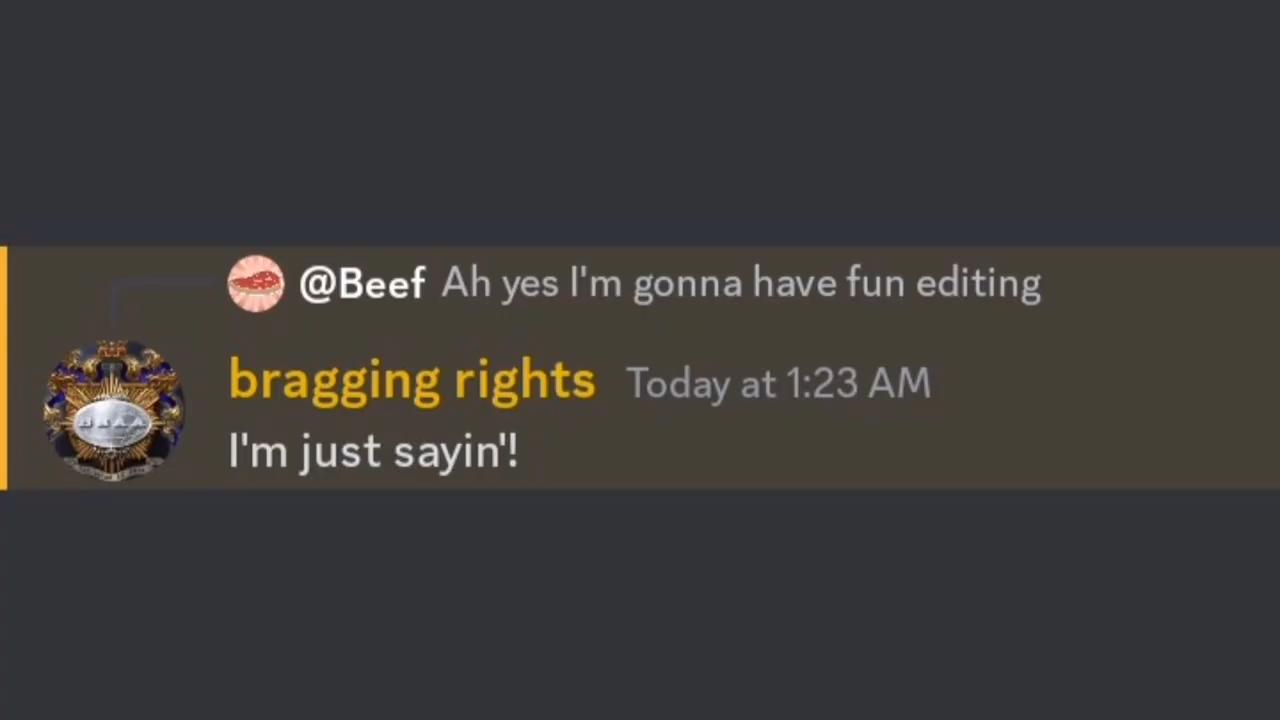 @Beef Ah yes I'm gonna have fun editing
bragging rights Today at 1:23 AM
I'm just sayin'!